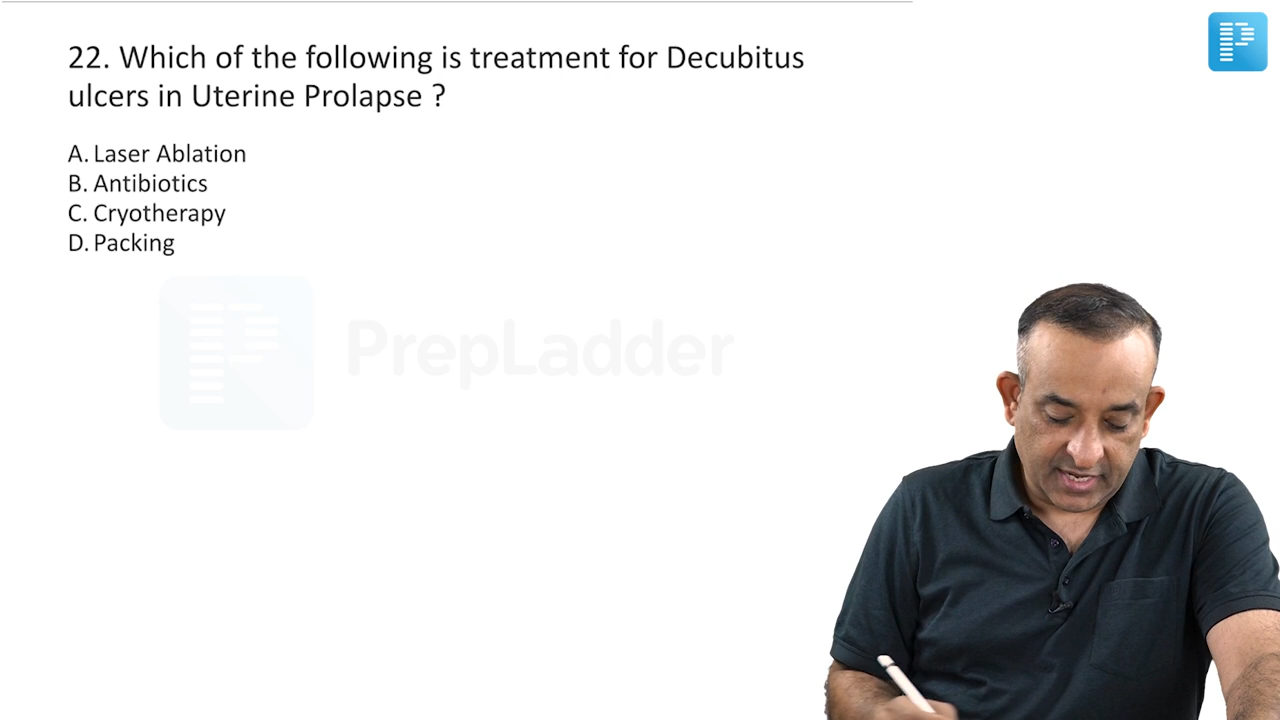 22. Which of the following is treatment for Decubitus
ulcers in Uterine Prolapse ?
A. Laser Ablation
B. Antibiotics
C. Cryotherapy
D. Packing
PrepLadder